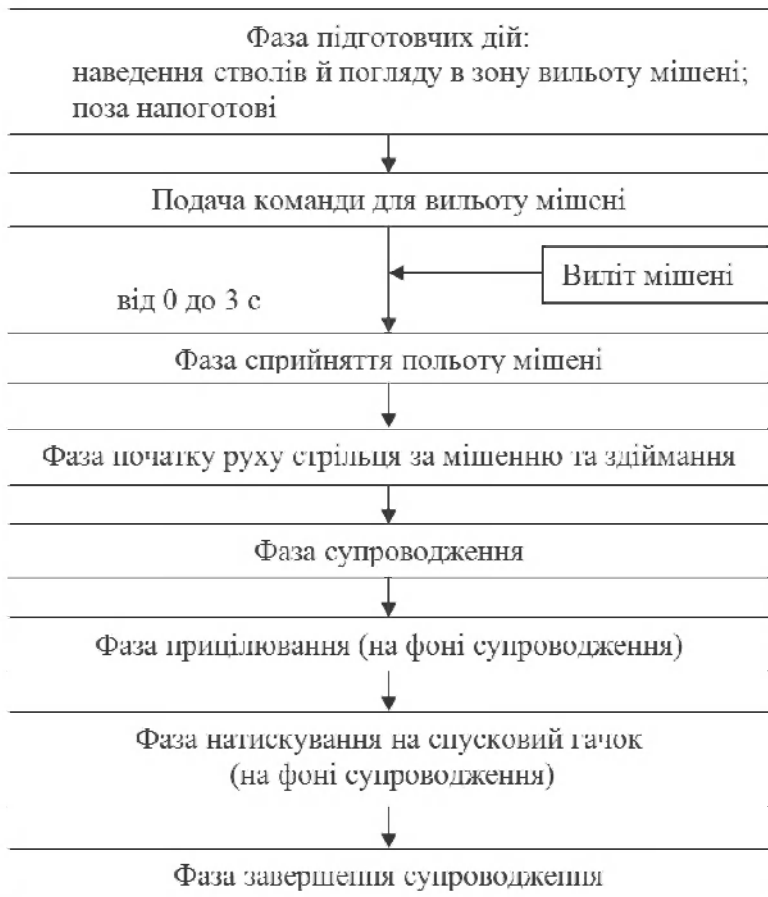 Фаза підготовчих дій:
наведення стволів й погляду в зону вильоту мішені;
поза напоготові
Подача команди для вильоту мішені
Виліт мішені
від 0 до 3 с
Фаза сприйняття польоту мішені
Фаза початку руху стрільця за мішенню та здіймання
Фаза супроводження
Фаза прицілювання (на фоні супроводження)
Фаза натискування на спусковий гачок
(на фоні супроводження)
Фаза завершення супроводження